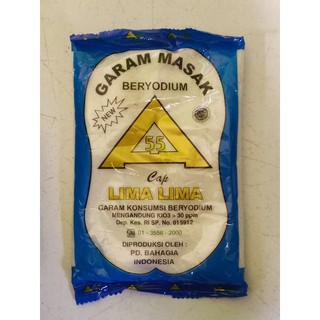 GARAM MASAK
BERYODIUM
NEW
55
Cap
LIMA LIMA
GARAM KONSUMSI BERYODIUM
MENGANDUNG KIO3 > 30 ppm
Dep. Kes. RI SP. No. 015912
01 - 3556 - 2000
DIPRODUKSI OLEH :
PD. BAHAGIA
INDONESIA